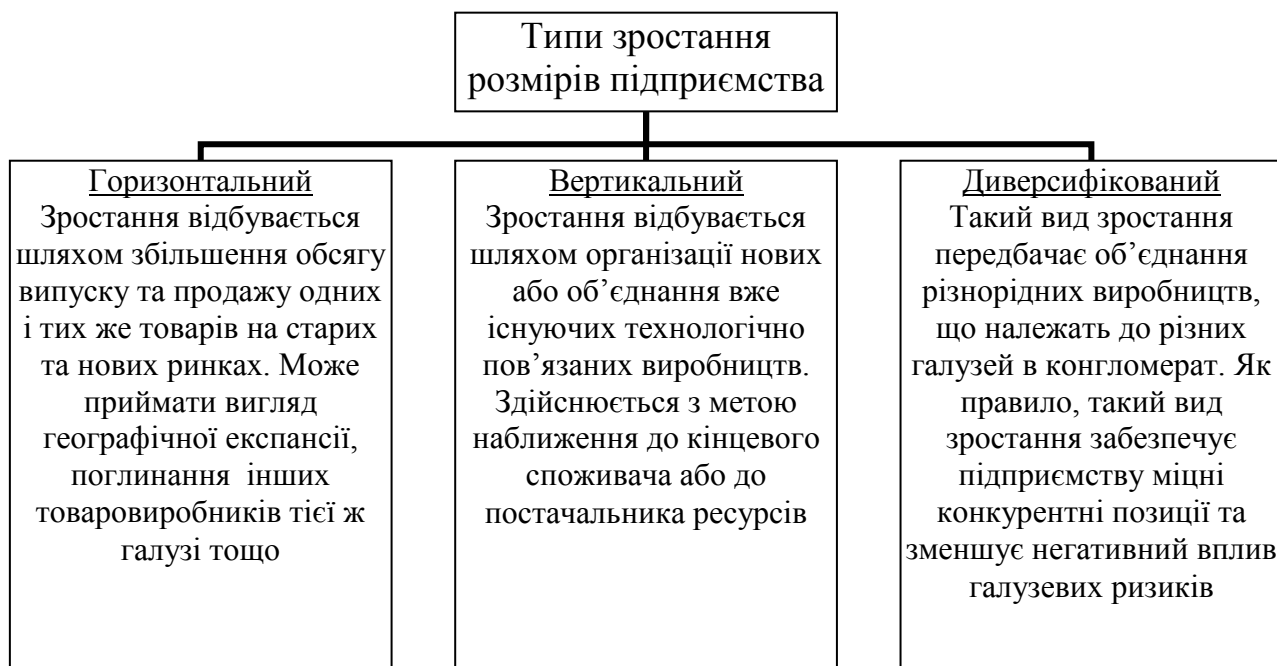 Типи зростання
розмірів підприємства
Горизонтальний
Зростання відбувається
шляхом збільшення обсягу
випуску та продажу одних
і тих же товарів на старих
та нових ринках. Може
приймати вигляд
географічної експансії,
поглинання інших
товаровиробників тієї ж
галузі тощо
Вертикальний
Зростання відбувається
шляхом організації нових
або об’єднання вже
існуючих технологічно
пов’язаних виробництв.
Здійснюється з метою
наближення до кінцевого
споживача або до
постачальника ресурсів
Диверсифікований
Такий вид зростання
передбачає об’єднання
різнорідних виробництв,
що належать до різних
галузей в конгломерат. Як
правило, такий вид
зростання забезпечує
підприємству міцні
конкурентні позиції та
зменшує негативний вплив
галузевих ризиків